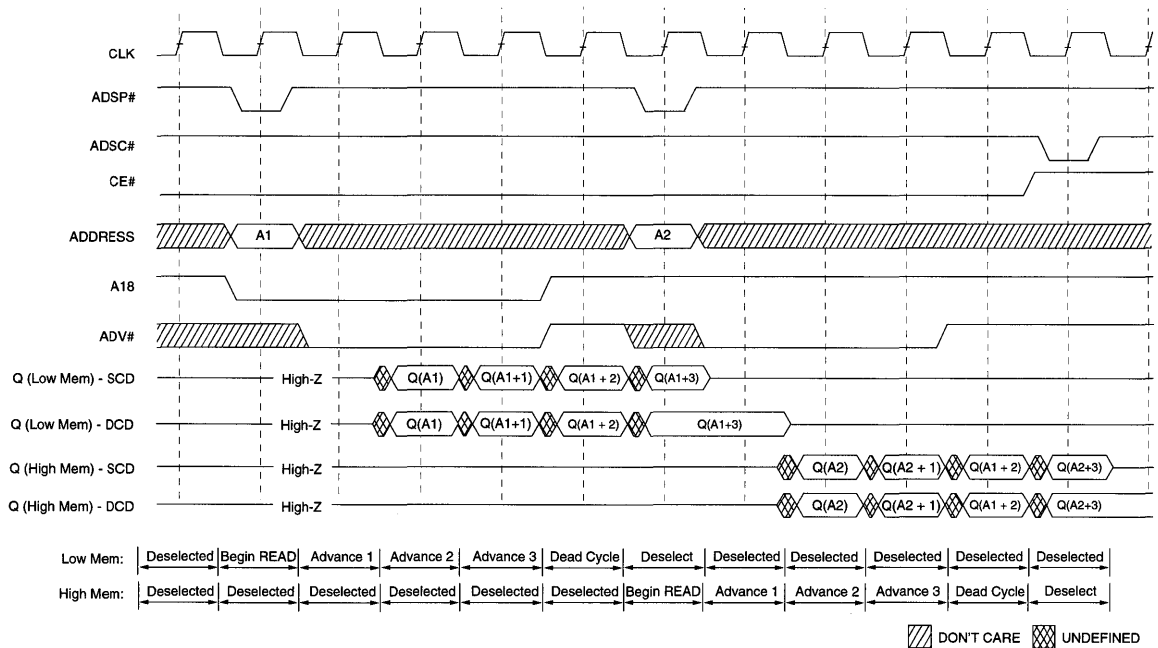 CLK
ADSP#
ADSC#
CE#
ADDRESS A1 A2
A18
ADV#
Q (Low Mem) - SCD High-Z Q(A1) Q(A1+1) Q(A1 + 2) Q(A1+3)
Q (Low Mem) - DCD High-Z Q(A1) Q(A1+1) Q(A1 + 2) Q(A1+3)
Q (High Mem) - SCD High-Z Q(A2) Q(A2 + 1) Q(A1 + 2) Q(A2+3)
Q (High Mem) - DCD High-Z Q(A2) Q(A2 + 1) Q(A1 + 2) Q(A2+3)
Low Mem: Deselected Begin READ Advance 1 Advance 2 Advance 3 Dead Cycle Deselect Deselected Deselected Deselected Deselected Deselected
High Mem: Deselected Deselected Deselected Deselected Deselected Deselected Begin READ Advance 1 Advance 2 Advance 3 Dead Cycle Deselect
DON'T CARE UNDEFINED